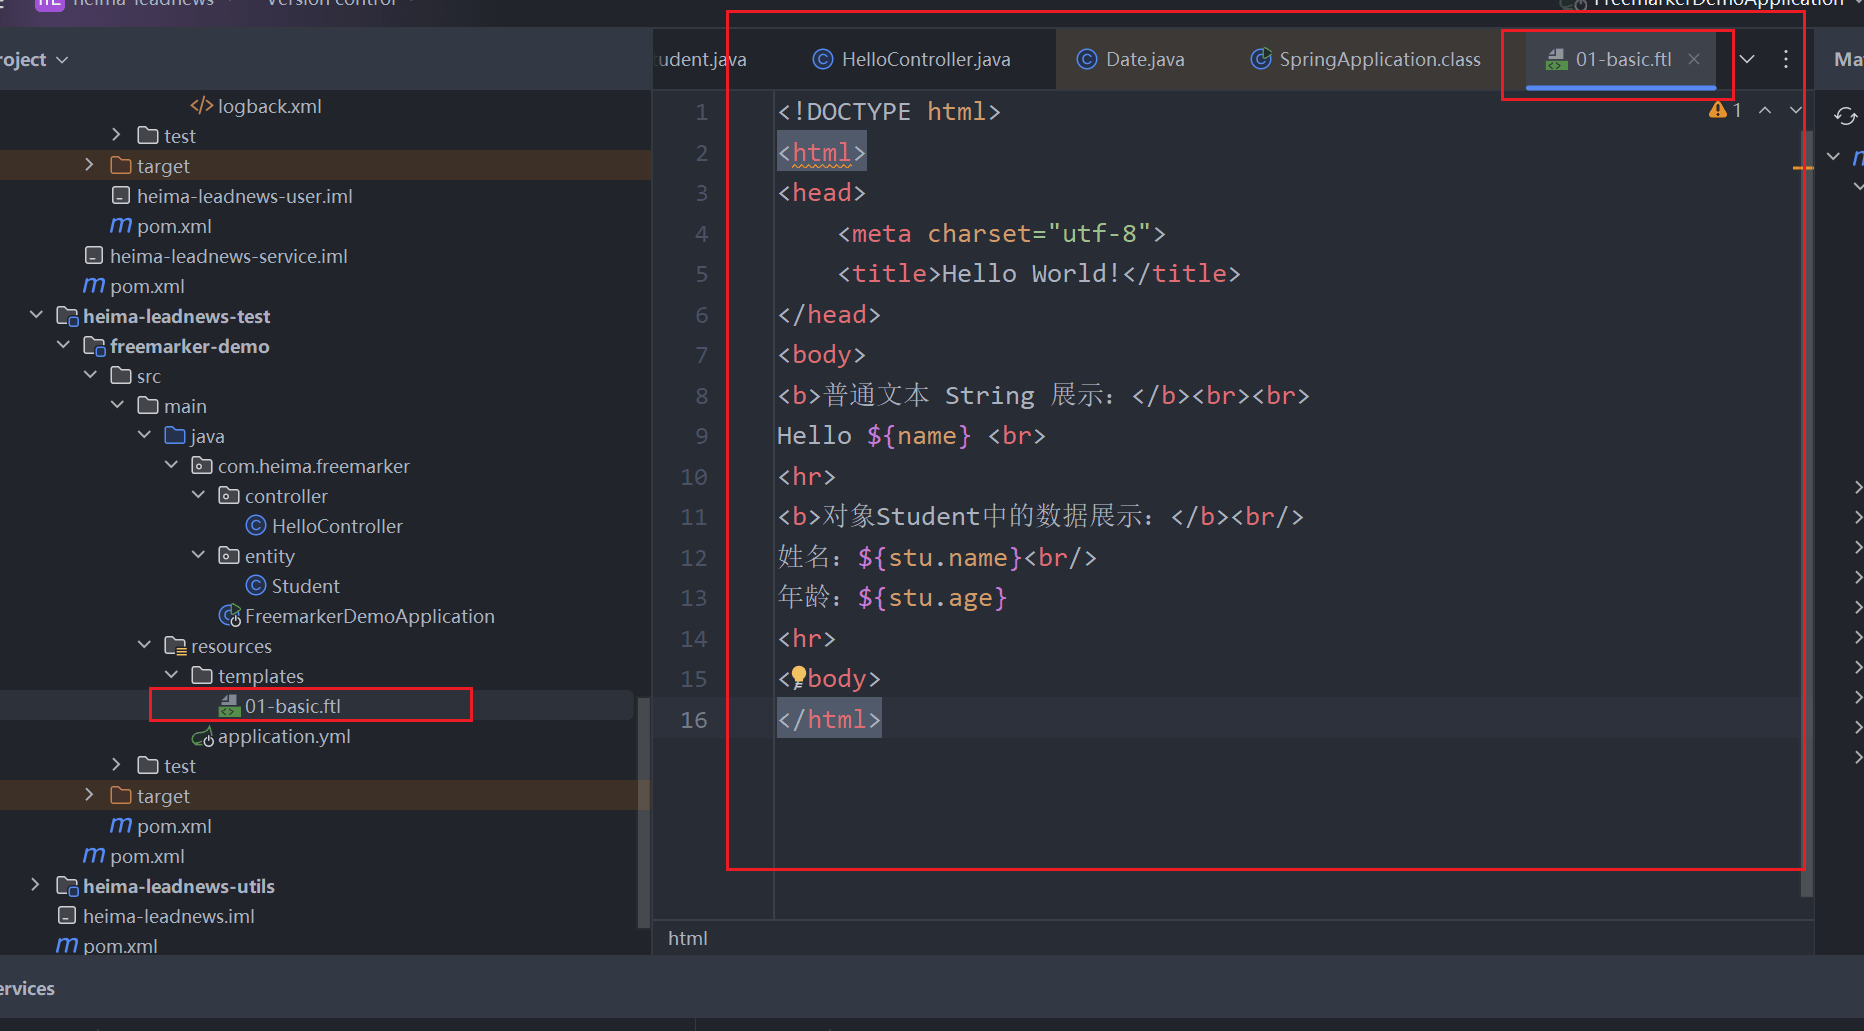 heima-leadnews
Version control
FreemarkerDemoApplication
roject
udent.java
HelloController.java
Date.java
SpringApplication.class
01-basic.ftl
Ma
logback.xml
test
target
heima-leadnews-user.iml
pom.xml
heima-leadnews-service.iml
pom.xml
heima-leadnews-test
freemarker-demo
src
main
java
com.heima.freemarker
controller
HelloController
entity
Student
FreemarkerDemoApplication
resources
templates
01-basic.ftl
application.yml
test
target
pom.xml
pom.xml
heima-leadnews-utils
heima-leadnews.iml
pom.xml
1 <!DOCTYPE html>
2 <html>
3 <head>
4 <meta charset="utf-8">
5 <title>Hello World!</title>
6 </head>
7 <body>
8 <b>普通文本 String 展示：</b><br><br>
9 Hello ${name} <br>
10 <hr>
11 <b>对象Student中的数据展示：</b><br/>
12 姓名：${stu.name}<br/>
13 年龄：${stu.age}
14 <hr>
15 < body>
16 </html>
1
html
ervices